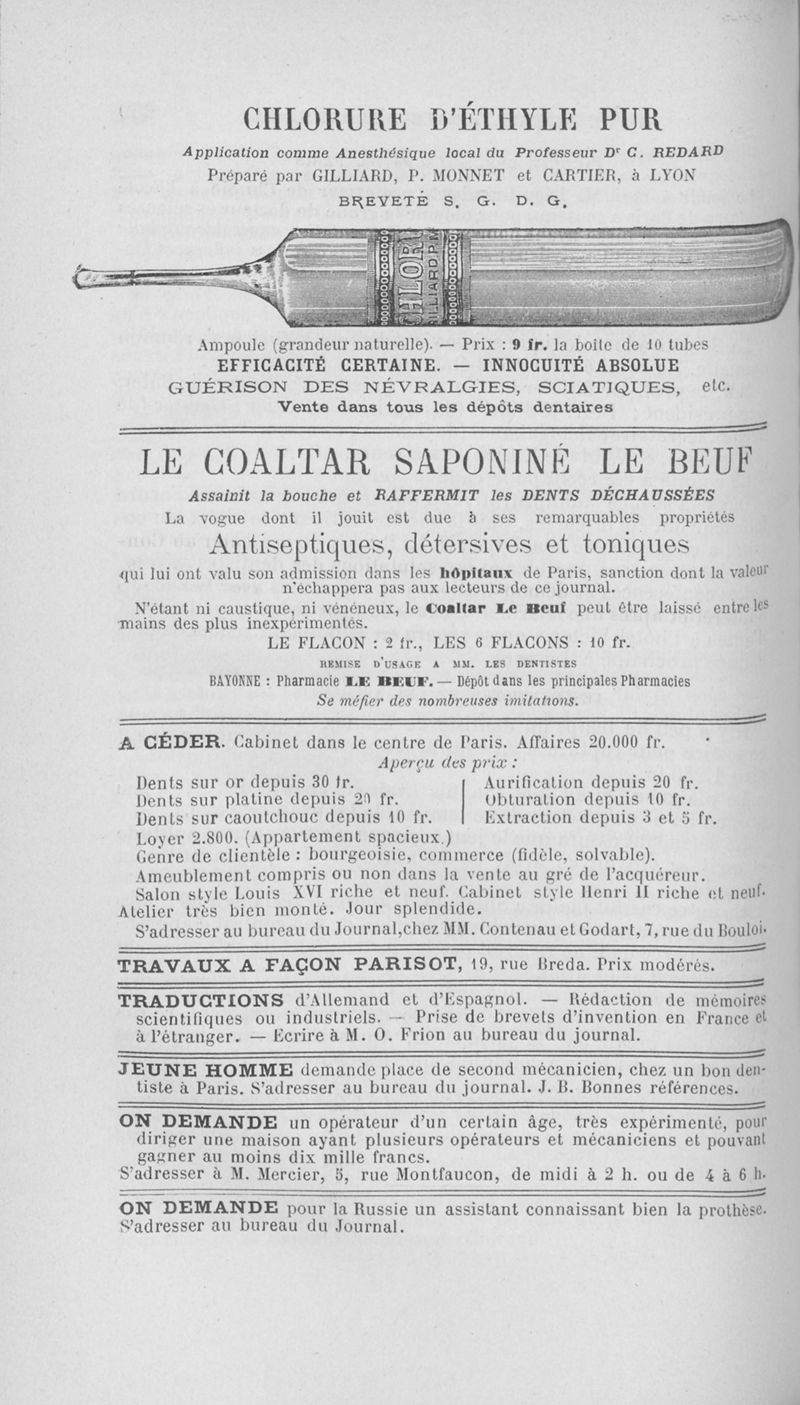 CHLORURE D'ÉTHYLE PUR
Application comme Anesthésique local du Professeur Dr C. REDARD
Préparé par GILLIARD, P. MONNET et CARTIER, à LYON
BREVETÉ S. G. D. G.
CHLORU
GILLIARD P. M
Ampoule (grandeur naturelle). — Prix : 9 fr. la boîte de 10 tubes
EFFICACITÉ CERTAINE. — INNOCUITÉ ABSOLUE
GUÉRISON DES NÉVRALGIES, SCIATIQUES, etc.
Vente dans tous les dépôts dentaires
LE COALTAR SAPONINÉ LE BEUF
Assainit la bouche et RAFFERMIT les DENTS DÉCHAUSSÉES
La vogue dont il jouit est due à ses remarquables propriétés
Antiseptiques, détersives et toniques
qui lui ont valu son admission dans les hôpitaux de Paris, sanction dont la valeur
n'échappera pas aux lecteurs de ce journal.
N'étant ni caustique, ni vénéneux, le Coaltar Le Beuf peut être laissé entre les
mains des plus inexpérimentés.
LE FLACON : 2 fr., LES 6 FLACONS : 10 fr.
REMISE D'USAGE A MM. LES DENTISTES
BAYONNE : Pharmacie LE BEUF. — Dépôt dans les principales Pharmacies
Se méfier des nombreuses imitations.
A CÉDER. Cabinet dans le centre de Paris. Affaires 20.000 fr.
Aperçu des prix :
Dents sur or depuis 30 fr.
Dents sur platine depuis 20 fr.
Dents sur caoutchouc depuis 10 fr.
Aurification depuis 20 fr.
Obturation depuis 10 fr.
Extraction depuis 3 et 5 fr.
Loyer 2.800. (Appartement spacieux.)
Genre de clientèle : bourgeoisie, commerce (fidèle, solvable).
Ameublement compris ou non dans la vente au gré de l'acquéreur.
Salon style Louis XVI riche et neuf. Cabinet style Henri II riche et neuf.
Atelier très bien monté. Jour splendide.
S'adresser au bureau du Journal,chez MM. Contenau et Godart, 7, rue du Bouloi.
TRAVAUX A FAÇON PARISOT, 19, rue Breda. Prix modérés.
TRADUCTIONS d'Allemand et d'Espagnol. — Rédaction de mémoires
scientifiques ou industriels. — Prise de brevets d'invention en France et
à l'étranger. — Ecrire à M. O. Frion au bureau du journal.
JEUNE HOMME demande place de second mécanicien, chez un bon den-
tiste à Paris. S'adresser au bureau du journal. J. B. Bonnes références.
ON DEMANDE un opérateur d'un certain âge, très expérimenté, pour
diriger une maison ayant plusieurs opérateurs et mécaniciens et pouvant
gagner au moins dix mille francs.
S'adresser à M. Mercier, 5, rue Montfaucon, de midi à 2 h. ou de 4 à 6 h.
ON DEMANDE pour la Russie un assistant connaissant bien la prothèse.
S'adresser au bureau du Journal.